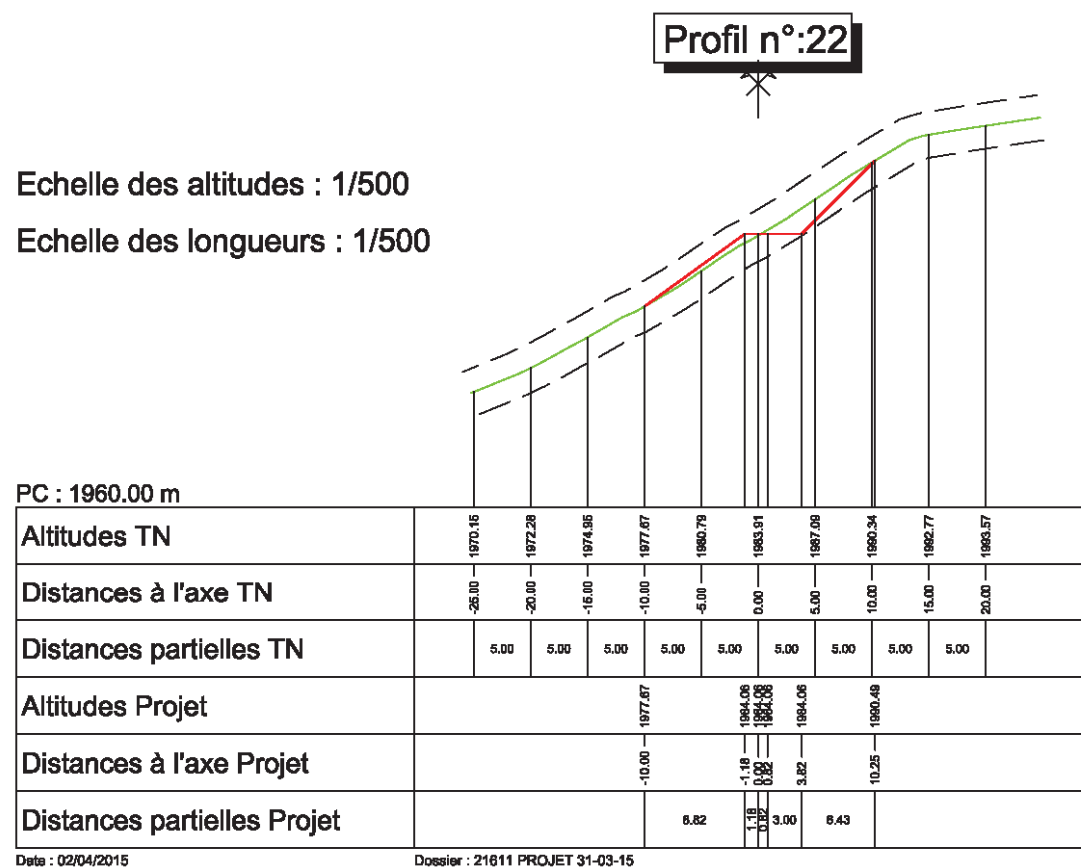 Profil n°:22
Echelle des altitudes : 1/500
Echelle des longueurs : 1/500
PC : 1960.00 m
Altitudes TN 1970.15 1972.28 1974.95 1977.67 1980.79 1983.91 1987.09 1990.34 1992.77 1993.57
Distances à l'axe TN -25.00 -20.00 -15.00 -10.00 -5.00 0.00 5.00 10.00 15.00 20.00
Distances partielles TN 5.00 5.00 5.00 5.00 5.00 5.00 5.00 5.00 5.00
Altitudes Projet 1977.67 1984.06 1984.06 1984.06 1984.06 1990.49
Distances à l'axe Projet -10.00 -1.18 0.00 0.82 3.82 10.25
Distances partielles Projet 8.82 1.18 0.82 3.00 6.43
Date : 02/04/2015 Dossier : 21611 PROJET 31-03-15